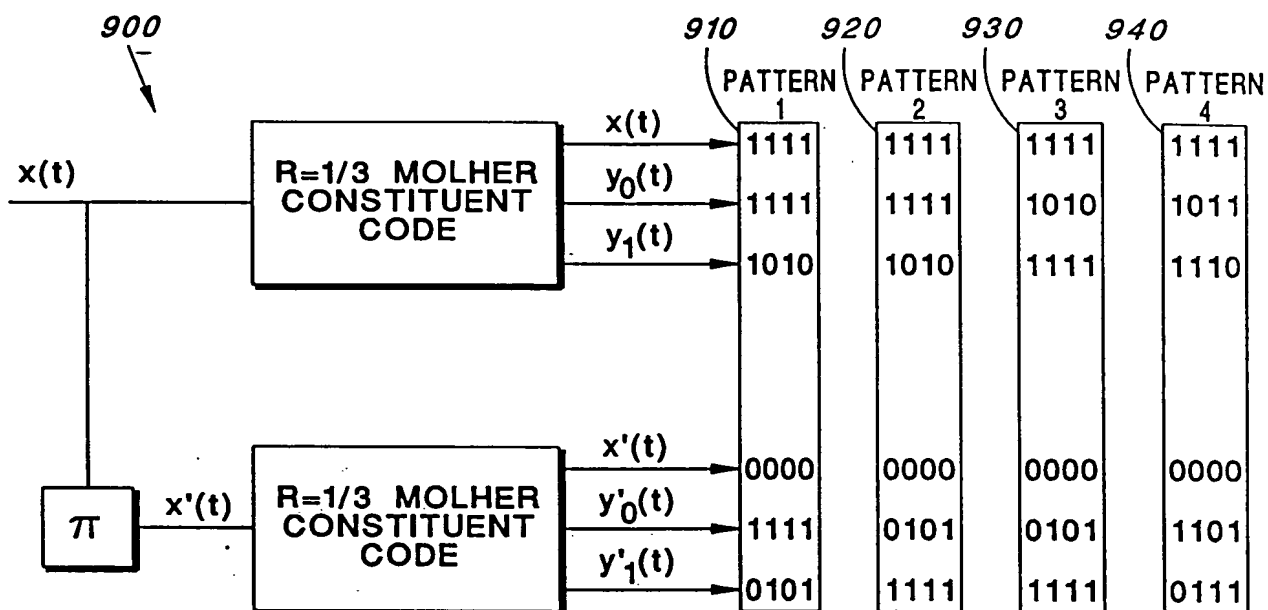 900
910 920 930 940
PATTERN 1 PATTERN 2 PATTERN 3 PATTERN 4
x(t)
R=1/3 MOLHER
CONSTITUENT
CODE
x(t) 1111 1111 1111 1111
y0(t) 1111 1111 1010 1011
y1(t) 1010 1010 1111 1110
π
x'(t)
R=1/3 MOLHER
CONSTITUENT
CODE
x'(t) 0000 0000 0000 0000
y'0(t) 1111 0101 0101 1101
y'1(t) 0101 1111 1111 0111